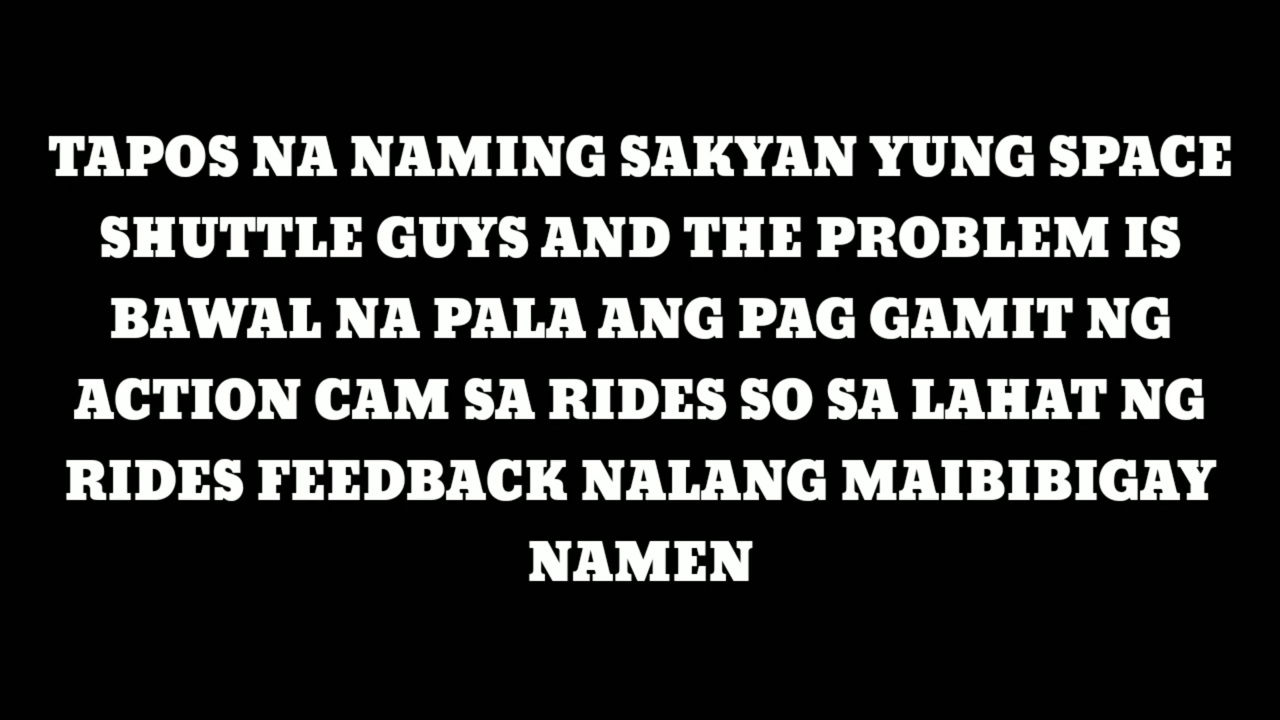 TAPOS NA NAMING SAKYAN YUNG SPACE
SHUTTLE GUYS AND THE PROBLEM IS
BAWAL NA PALA ANG PAG GAMIT NG
ACTION CAM SA RIDES SO SA LAHAT NG
RIDES FEEDBACK NALANG MAIBIBIGAY
NAMEN